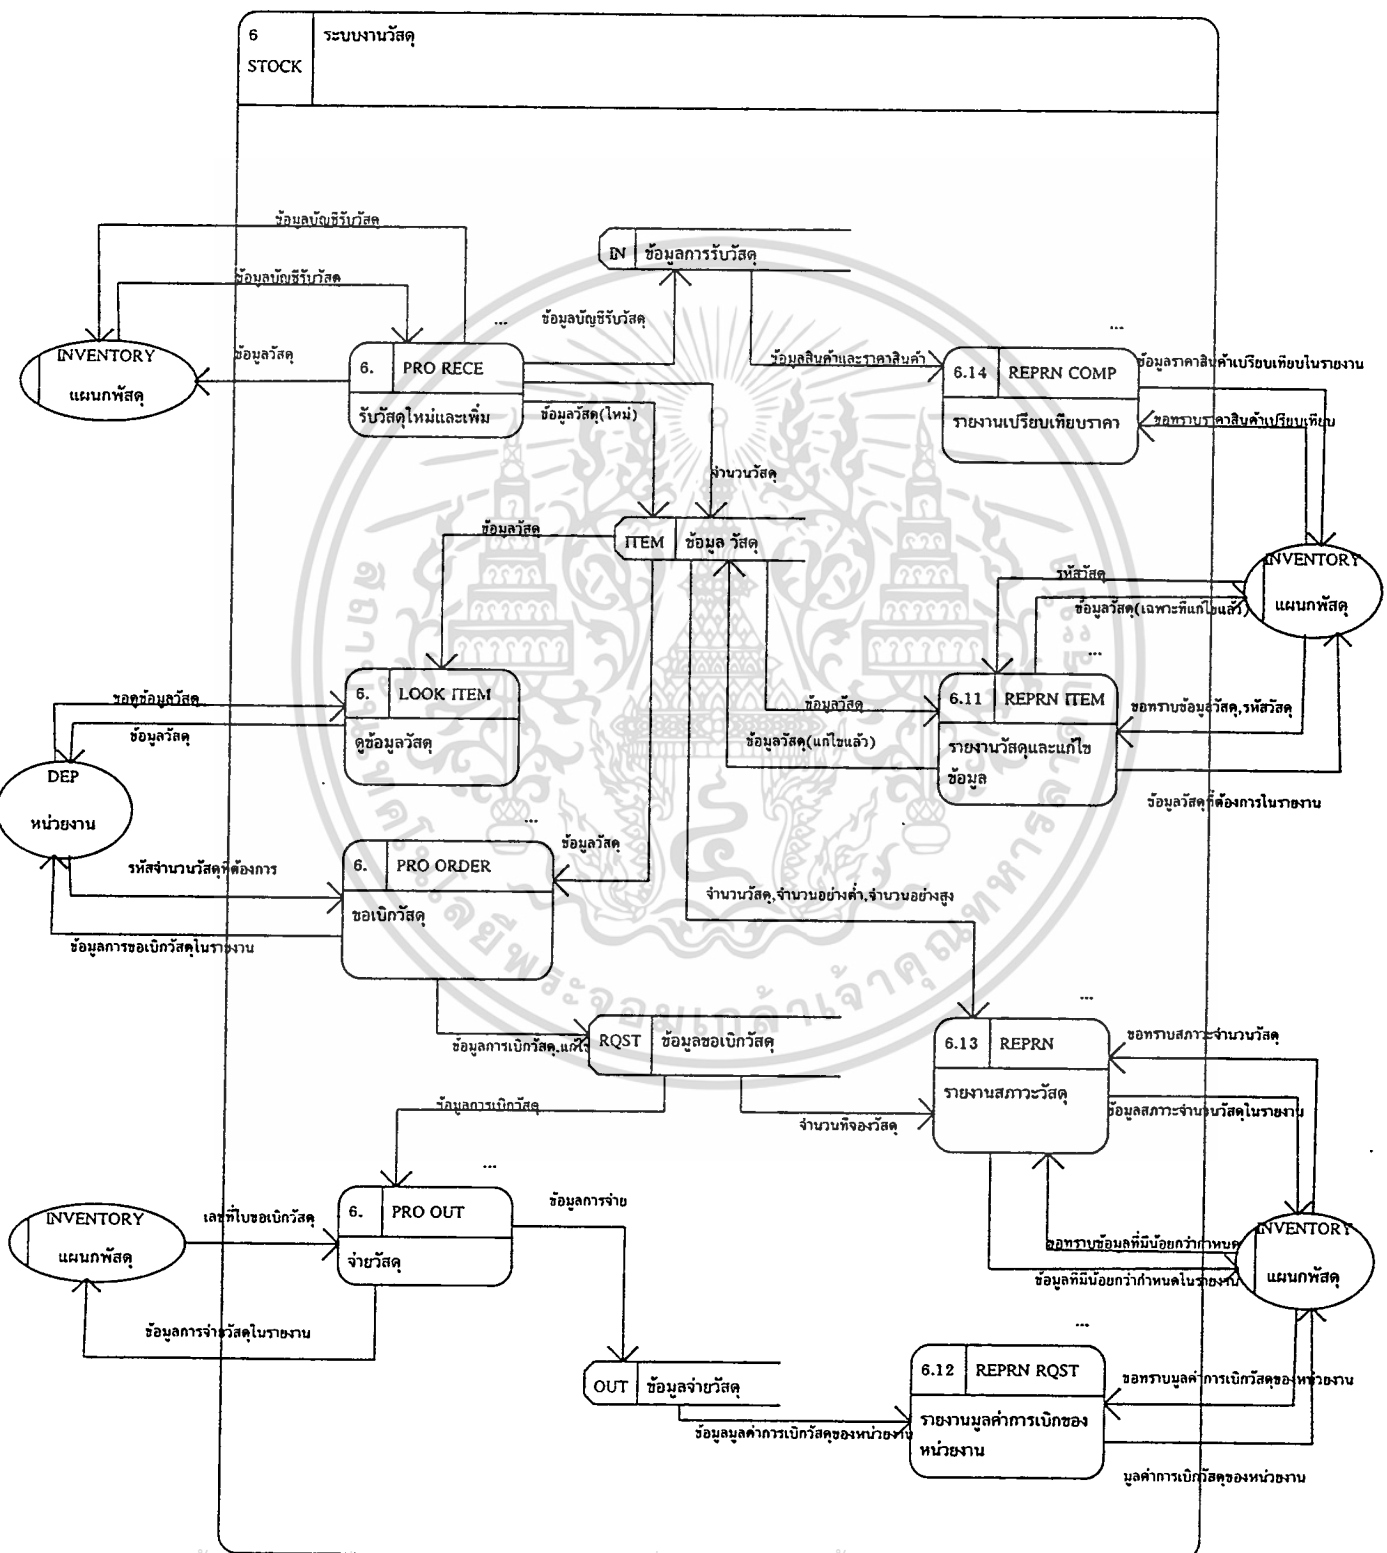 6
STOCK
ระบบงานวัสดุ
ข้อมูลบัญชีรับวัสดุ
IN
ข้อมูลการรับวัสดุ
ข้อมูลบัญชีรับวัสดุ
...
ข้อมูลบัญชีรับวัสดุ
...
INVENTORY
แผนกพัสดุ
ข้อมูลวัสดุ
6.
PRO RECE
รับวัสดุใหม่และเพิ่ม
ข้อมูลวัสดุ(ใหม่)
ข้อมูลสินค้าและราคาสินค้า
6.14
REPRN COMP
รายงานเปรียบเทียบราคา
ข้อมูลราคาสินค้าเปรียบเทียบในรายงาน
ขอทราบราคาสินค้าเปรียบเทียบ
จำนวนวัสดุ
ข้อมูลวัสดุ
ITEM
ข้อมูล วัสดุ
รหัสวัสดุ
ข้อมูลวัสดุ(เฉพาะที่แก้ไขแล้ว)
INVENTORY
แผนกพัสดุ
...
...
ขอดูข้อมูลวัสดุ
ข้อมูลวัสดุ
6.
LOOK ITEM
ดูข้อมูลวัสดุ
ข้อมูลวัสดุ
ข้อมูลวัสดุ(แก้ไขแล้ว)
6.11
REPRN ITEM
รายงานวัสดุและแก้ไข
ข้อมูล
ขอทราบข้อมูลวัสดุ,รหัสวัสดุ
ข้อมูลวัสดุที่ต้องการในรายงาน
DEP
หน่วยงาน
...
รหัสจำนวนวัสดุที่ต้องการ
6.
PRO ORDER
ขอเบิกวัสดุ
ข้อมูลวัสดุ
ข้อมูลการขอเบิกวัสดุในรายงาน
จำนวนวัสดุ,จำนวนอย่างต่ำ,จำนวนอย่างสูง
...
ข้อมูลการเบิกวัสดุ,แก้ไข
RQST
ข้อมูลขอเบิกวัสดุ
6.13
REPRN
รายงานสภาวะวัสดุ
ขอทราบสภาวะจำนวนวัสดุ
ข้อมูลสภาวะจำนวนวัสดุในรายงาน
ข้อมูลการเบิกวัสดุ
จำนวนที่จองวัสดุ
...
INVENTORY
แผนกพัสดุ
เลขที่ใบขอเบิกวัสดุ
6.
PRO OUT
จ่ายวัสดุ
ข้อมูลการจ่าย
ขอทราบข้อมูลที่มีน้อยกว่ากำหนด
ข้อมูลที่มีน้อยกว่ากำหนดในรายงาน
INVENTORY
แผนกพัสดุ
ข้อมูลการจ่ายวัสดุในรายงาน
...
OUT
ข้อมูลจ่ายวัสดุ
ข้อมูลมูลค่าการเบิกวัสดุของหน่วยงาน
6.12
REPRN RQST
รายงานมูลค่าการเบิกของ
หน่วยงาน
ขอทราบมูลค่าการเบิกวัสดุของหน่วยงาน
มูลค่าการเบิกวัสดุของหน่วยงาน